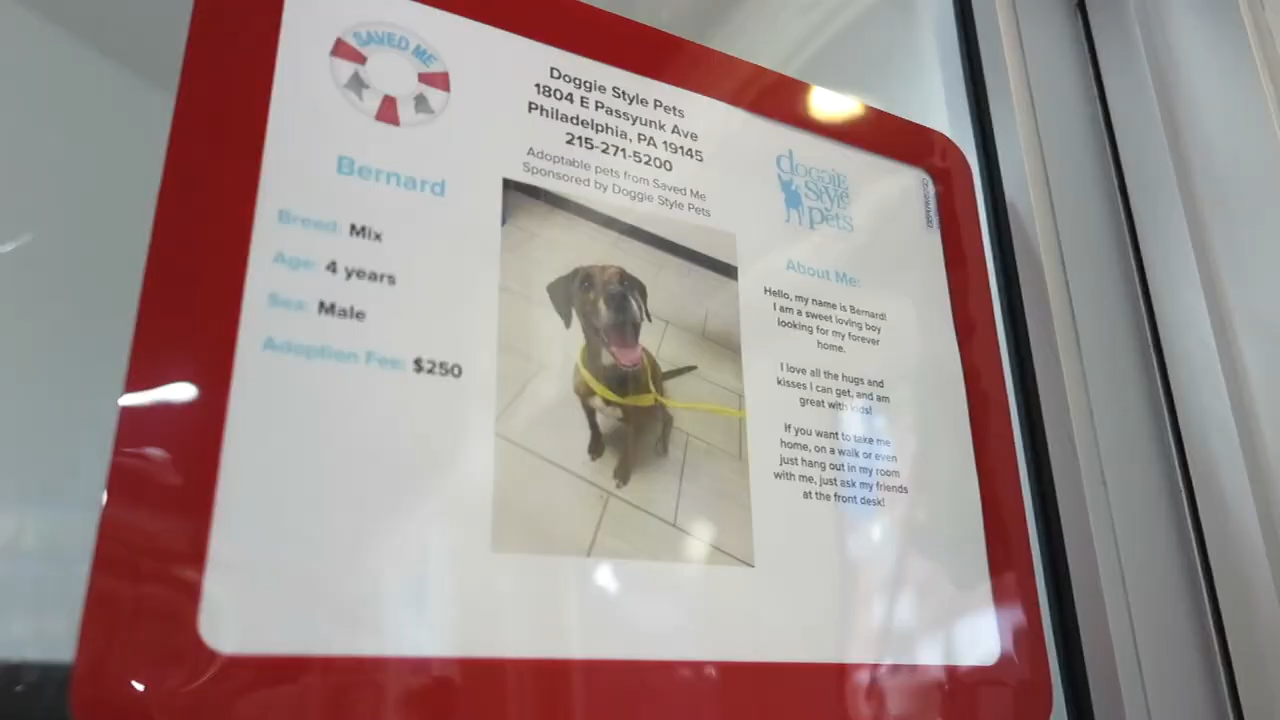 SAVED ME
Bernard
Breed: Mix
Age: 4 years
Sex: Male
Adoption Fee: $250
Doggie Style Pets
1804 E Passyunk Ave
Philadelphia, PA 19145
215-271-5200
Adoptable pets from Saved Me
Sponsored by Doggie Style Pets
doggie
style
pets
About Me:
Hello, my name is Bernard!
I am a sweet loving boy
looking for my forever
home.
I love all the hugs and
kisses I can get, and am
great with kids!
If you want to take me
home, on a walk or even
just hang out in my room
with me, just ask my friends
at the front desk!